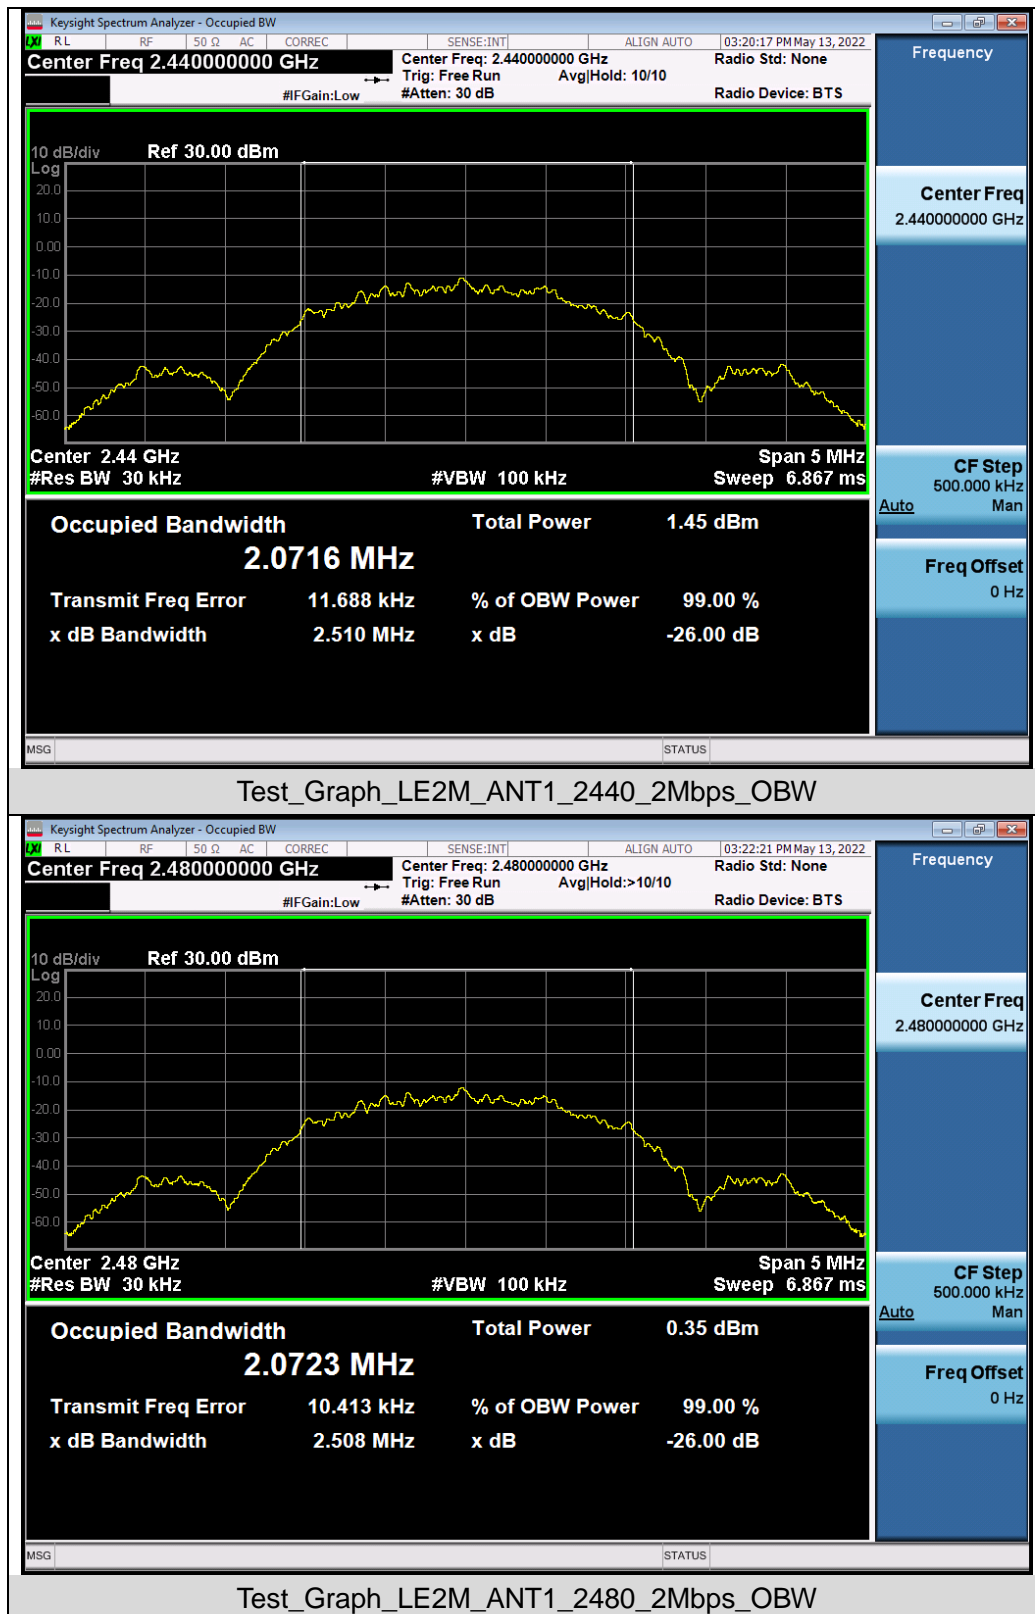 Keysight Spectrum Analyzer - Occupied BW
LXI RL RF 50 Ω AC CORREC SENSE:INT ALIGN AUTO 03:20:17 PM May 13, 2022
Center Freq 2.440000000 GHz Center Freq: 2.440000000 GHz Radio Std: None Frequency
Trig: Free Run Avg|Hold: 10/10
#IFGain:Low #Atten: 30 dB Radio Device: BTS
10 dB/div Ref 30.00 dBm
Log
20.0
10.0
0.00
-10.0
-20.0
-30.0
-40.0
-50.0
-60.0
Center Freq
2.440000000 GHz
Center 2.44 GHz Span 5 MHz
#Res BW 30 kHz #VBW 100 kHz Sweep 6.867 ms
CF Step
500.000 kHz
Auto Man
Occupied Bandwidth Total Power 1.45 dBm
2.0716 MHz
Freq Offset
0 Hz
Transmit Freq Error 11.688 kHz % of OBW Power 99.00 %
x dB Bandwidth 2.510 MHz x dB -26.00 dB
MSG STATUS
Test_Graph_LE2M_ANT1_2440_2Mbps_OBW
Keysight Spectrum Analyzer - Occupied BW
LXI RL RF 50 Ω AC CORREC SENSE:INT ALIGN AUTO 03:22:21 PM May 13, 2022
Center Freq 2.480000000 GHz Center Freq: 2.480000000 GHz Radio Std: None Frequency
Trig: Free Run Avg|Hold:>10/10
#IFGain:Low #Atten: 30 dB Radio Device: BTS
10 dB/div Ref 30.00 dBm
Log
20.0
10.0
0.00
-10.0
-20.0
-30.0
-40.0
-50.0
-60.0
Center Freq
2.480000000 GHz
Center 2.48 GHz Span 5 MHz
#Res BW 30 kHz #VBW 100 kHz Sweep 6.867 ms
CF Step
500.000 kHz
Auto Man
Occupied Bandwidth Total Power 0.35 dBm
2.0723 MHz
Freq Offset
0 Hz
Transmit Freq Error 10.413 kHz % of OBW Power 99.00 %
x dB Bandwidth 2.508 MHz x dB -26.00 dB
MSG STATUS
Test_Graph_LE2M_ANT1_2480_2Mbps_OBW